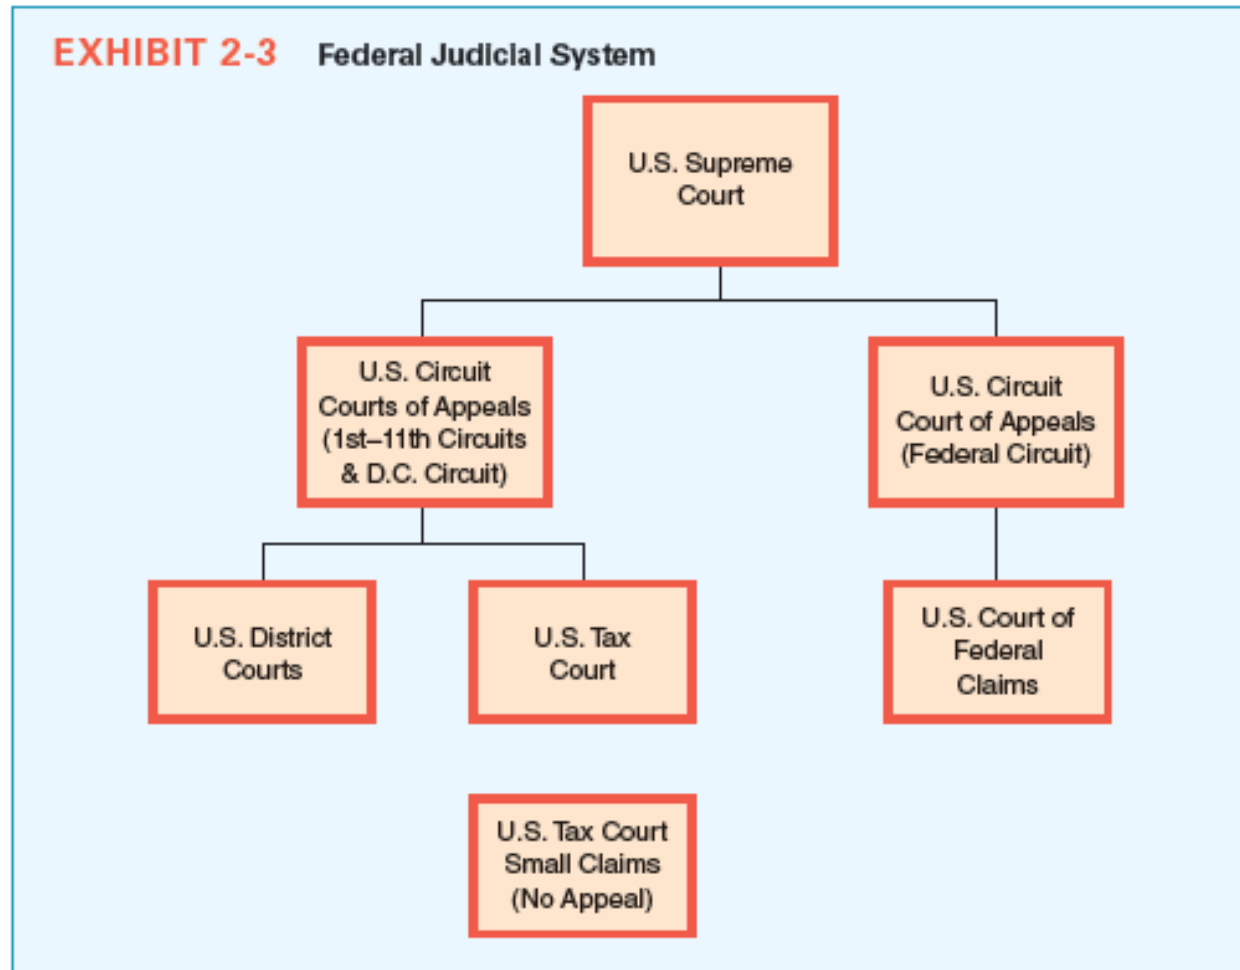 EXHIBIT 2-3 Federal Judicial System
U.S. Supreme
Court
U.S. Circuit
Courts of Appeals
(1st–11th Circuits
& D.C. Circuit)
U.S. Circuit
Court of Appeals
(Federal Circuit)
U.S. District
Courts
U.S. Tax
Court
U.S. Court of
Federal
Claims
U.S. Tax Court
Small Claims
(No Appeal)